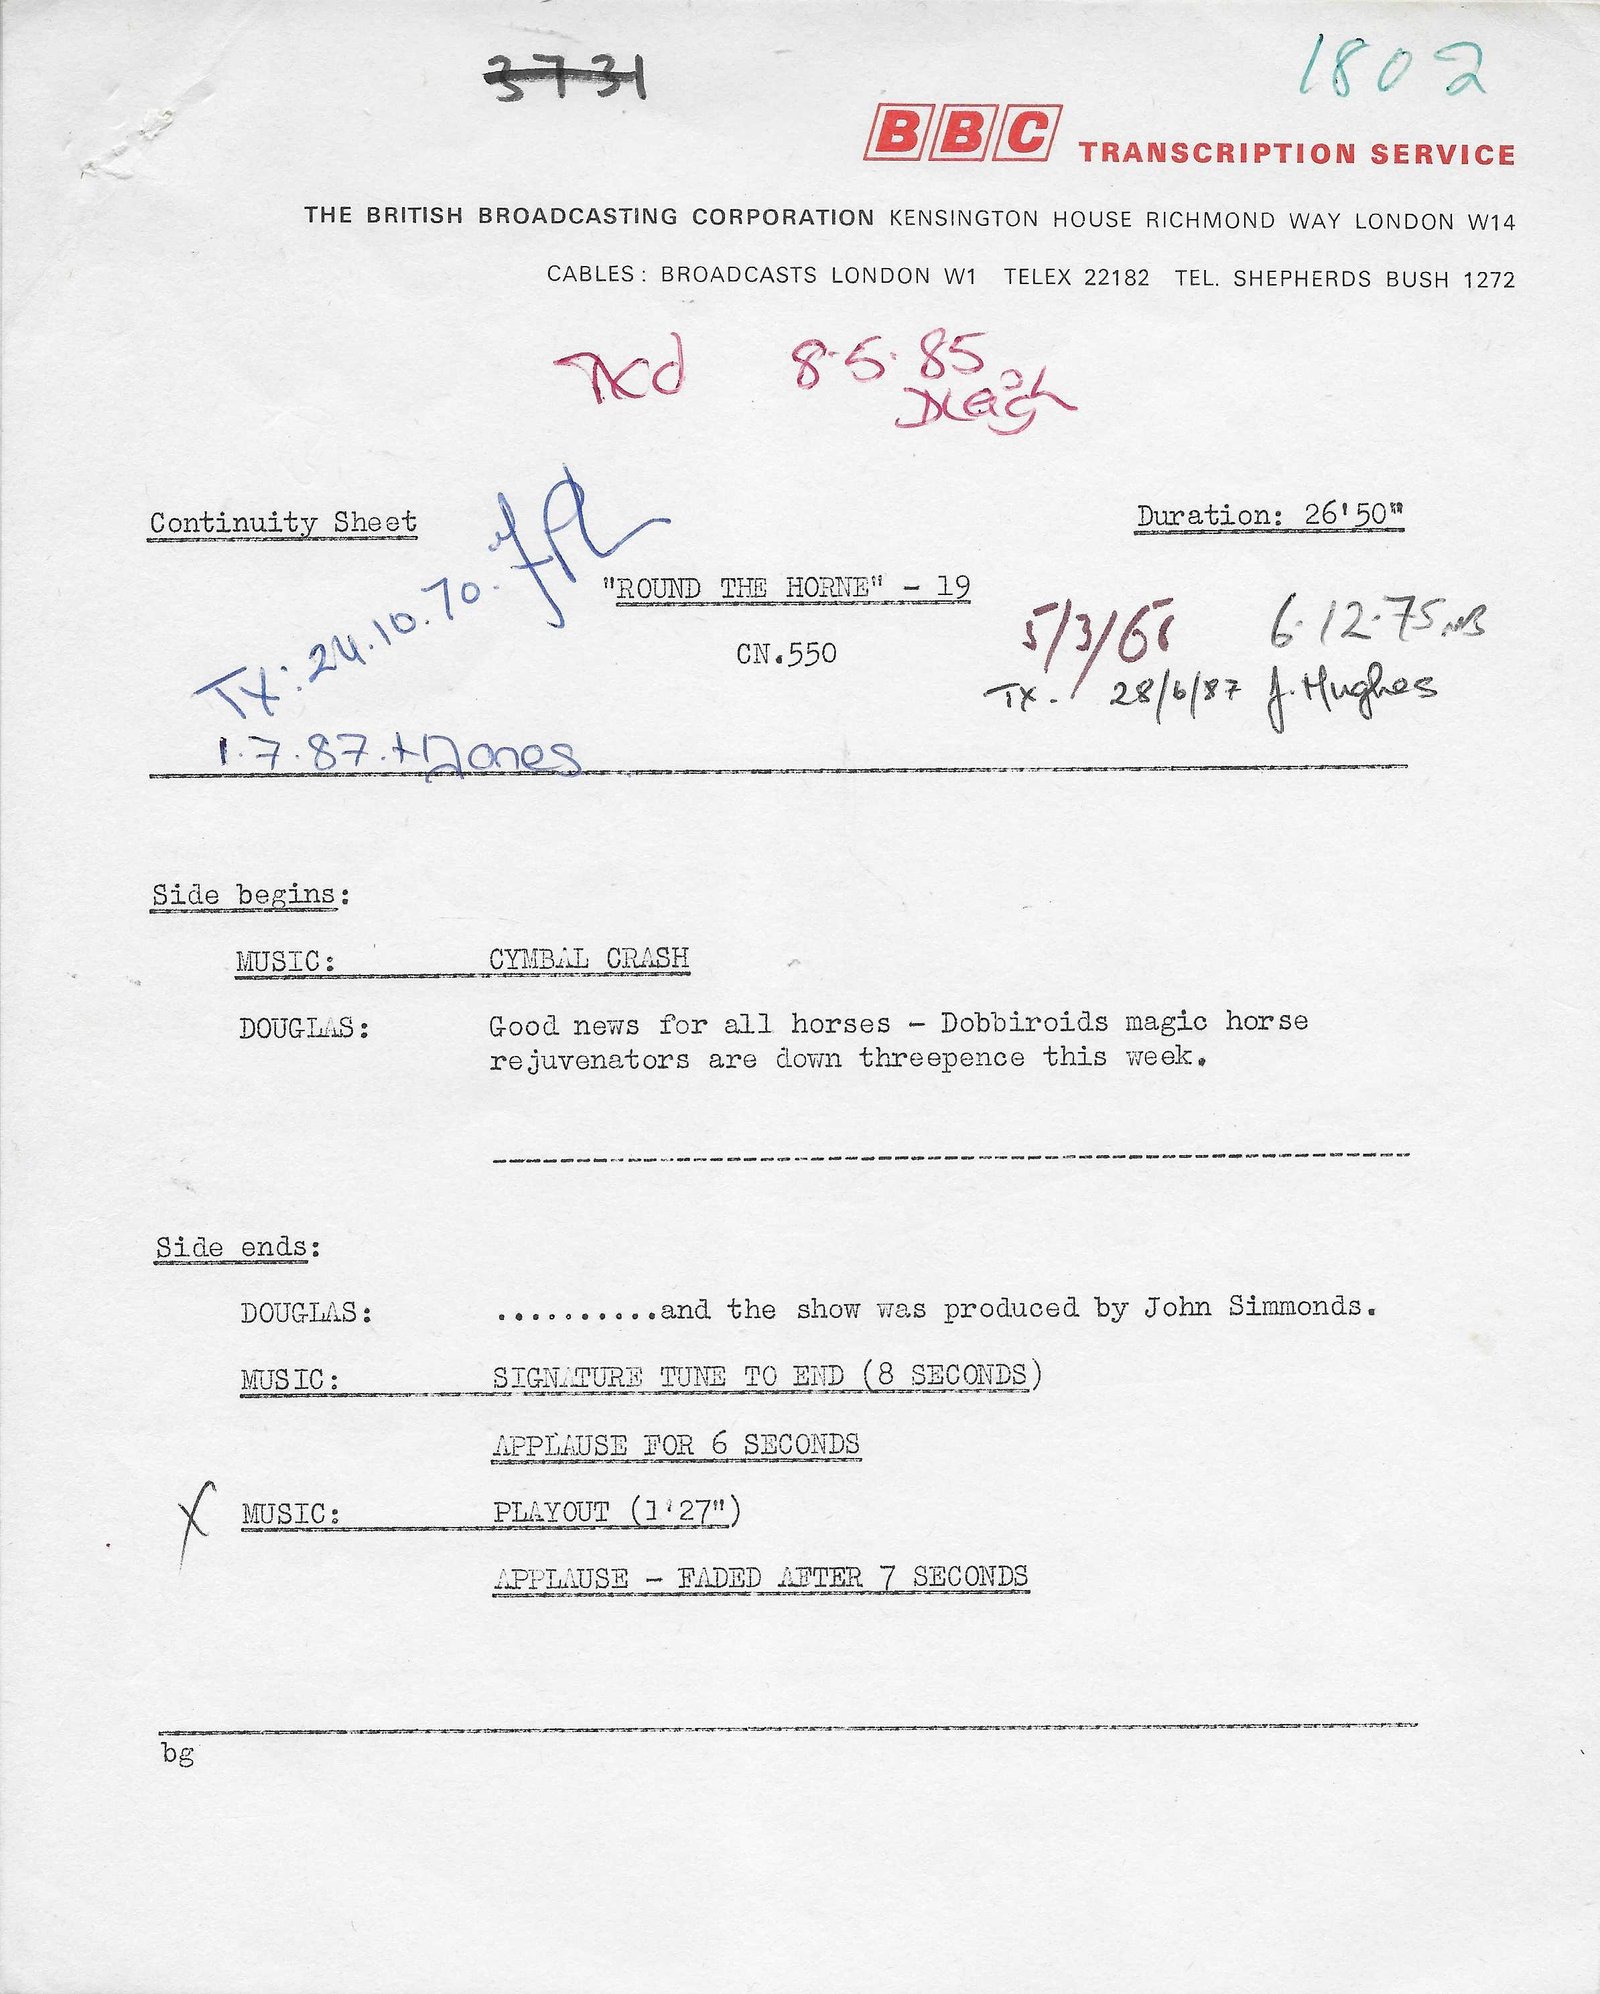 3731
1802
BBC TRANSCRIPTION SERVICE
THE BRITISH BROADCASTING CORPORATION KENSINGTON HOUSE RICHMOND WAY LONDON W14
CABLES: BROADCASTS LONDON W1 TELEX 22182 TEL. SHEPHERDS BUSH 1272
8.5.85
Continuity Sheet
Duration: 26'50"
"ROUND THE HORNE" - 19
CN.550
TX: 24.10.70.
5/3/
6.12.75
TX. 28/6/87 J. Hughes
1.7.87. Jones
Side begins:
MUSIC: CYMBAL CRASH
DOUGLAS: Good news for all horses - Dobbiroids magic horse
rejuvenators are down threepence this week.
Side ends:
DOUGLAS: ..........and the show was produced by John Simmonds.
MUSIC: SIGNATURE TUNE TO END (8 SECONDS)
APPLAUSE FOR 6 SECONDS
X MUSIC: PLAYOUT (1'27")
APPLAUSE - FADED AFTER 7 SECONDS
bg